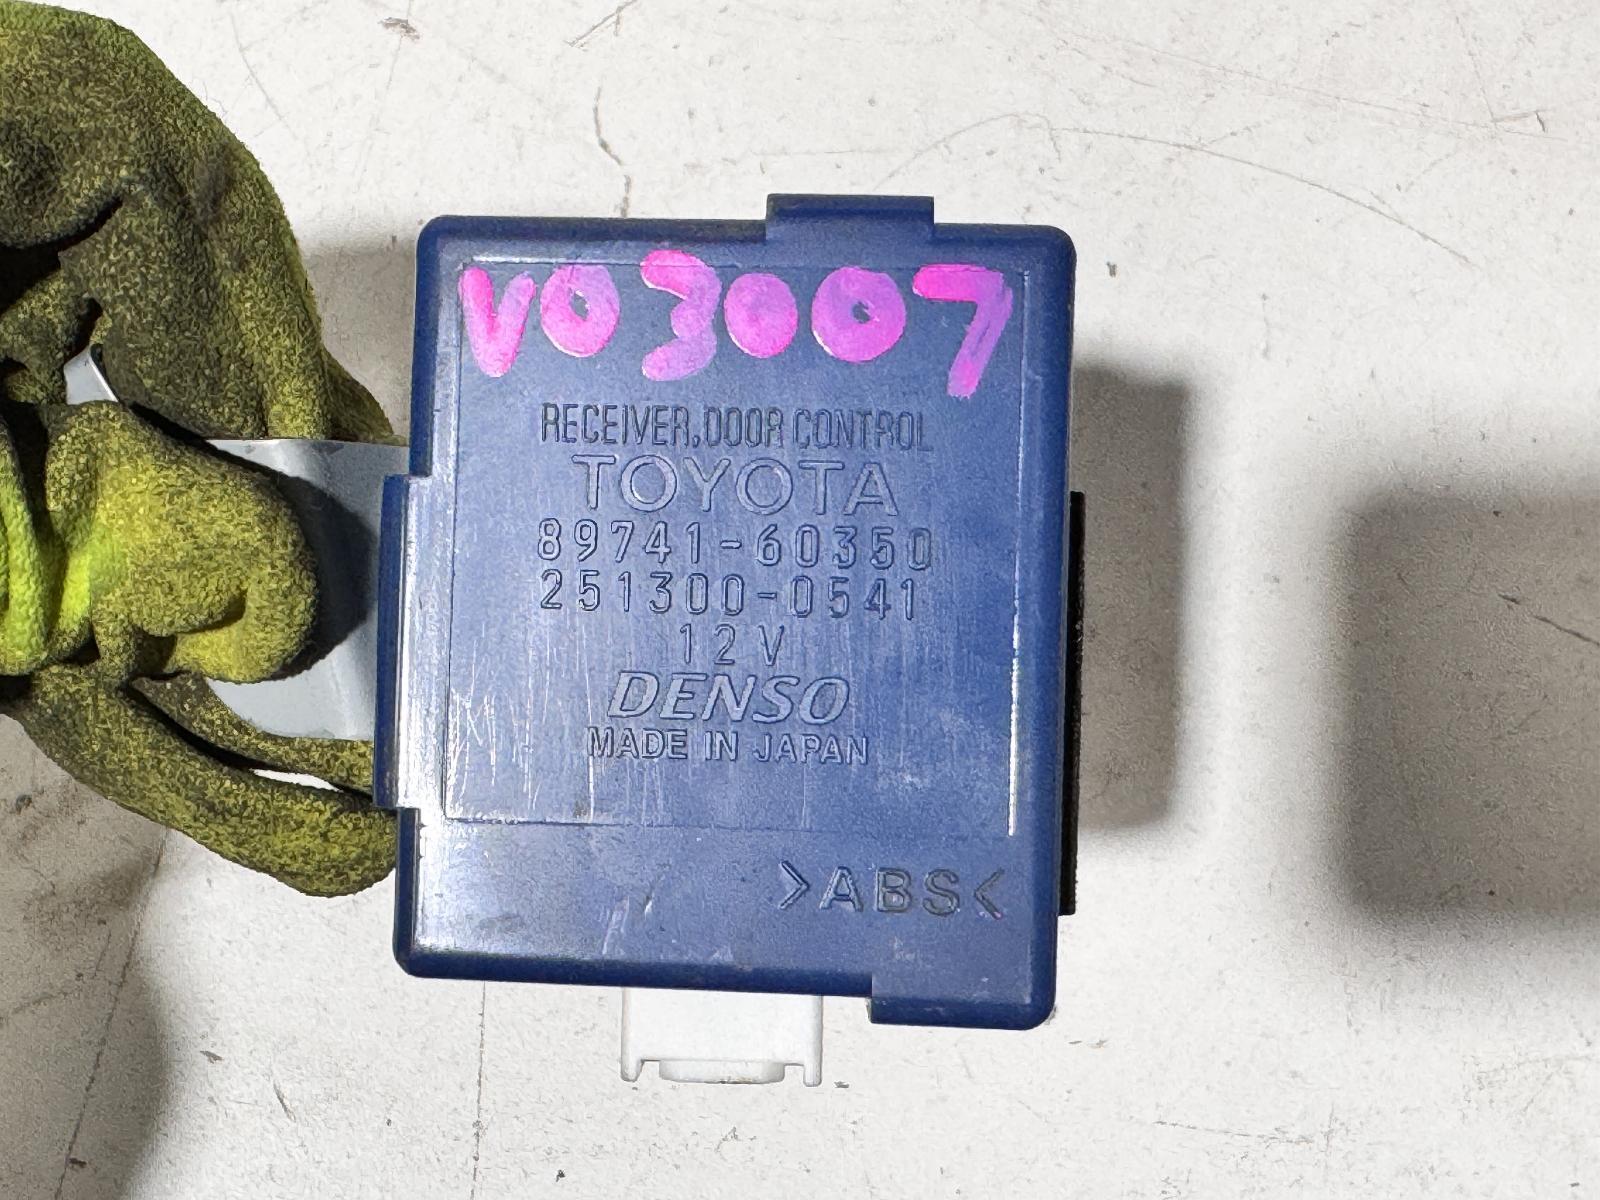 V03007
RECEIVER,DOOR CONTROL
TOYOTA
89741-60350
251300-0541
12V
DENSO
MADE IN JAPAN
>ABS<